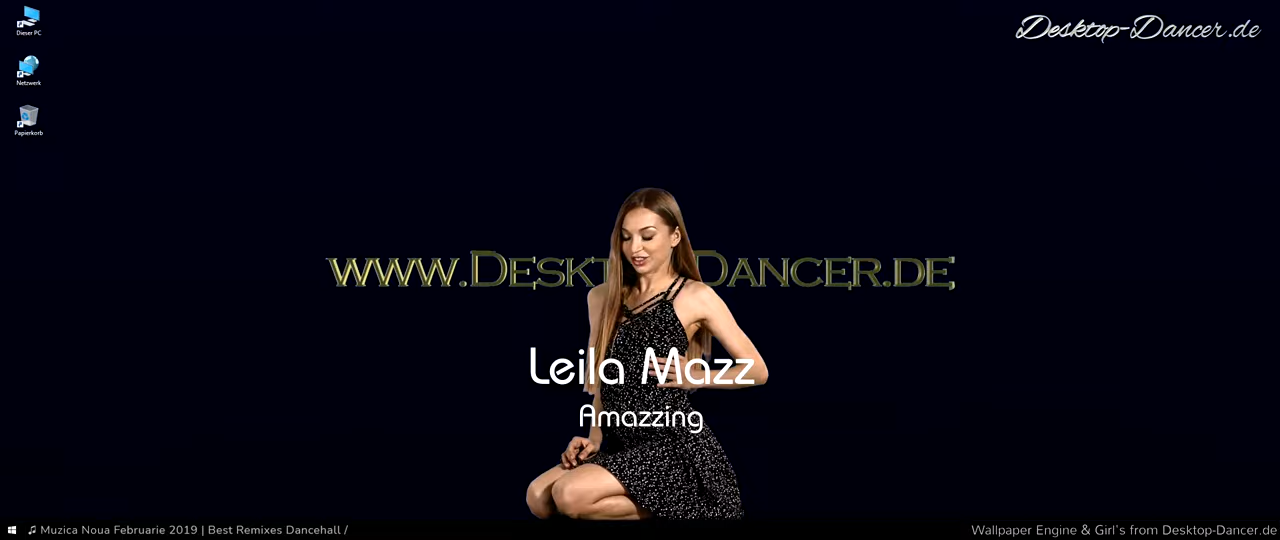 Dieser PC
Netzwerk
Papierkorb
Desktop-Dancer.de
www.Deskt Dancer.de
Leila Mazz
Amazzing
♫ Muzica Noua Februarie 2019 | Best Remixes Dancehall /
Wallpaper Engine & Girl's from Desktop-Dancer.de